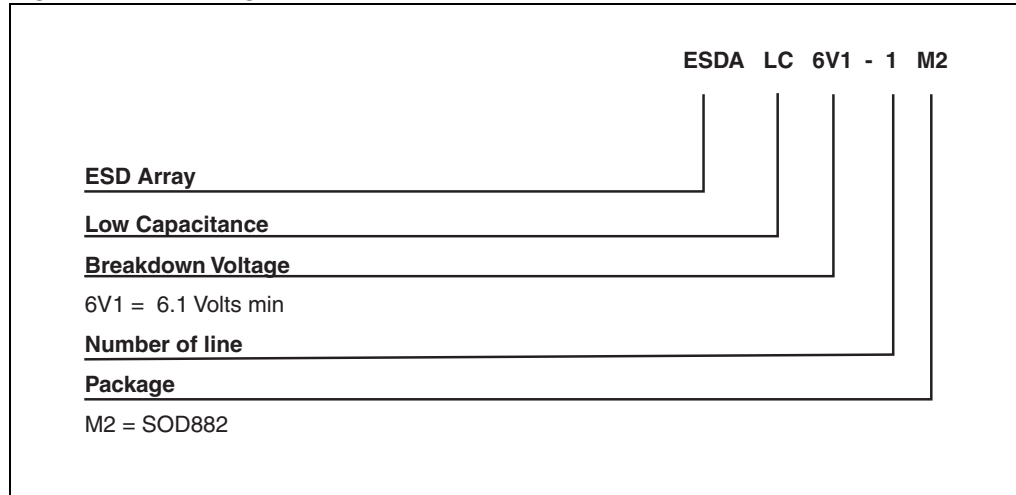 ESDA LC 6V1 - 1 M2
ESD Array
Low Capacitance
Breakdown Voltage
6V1 = 6.1 Volts min
Number of line
Package
M2 = SOD882